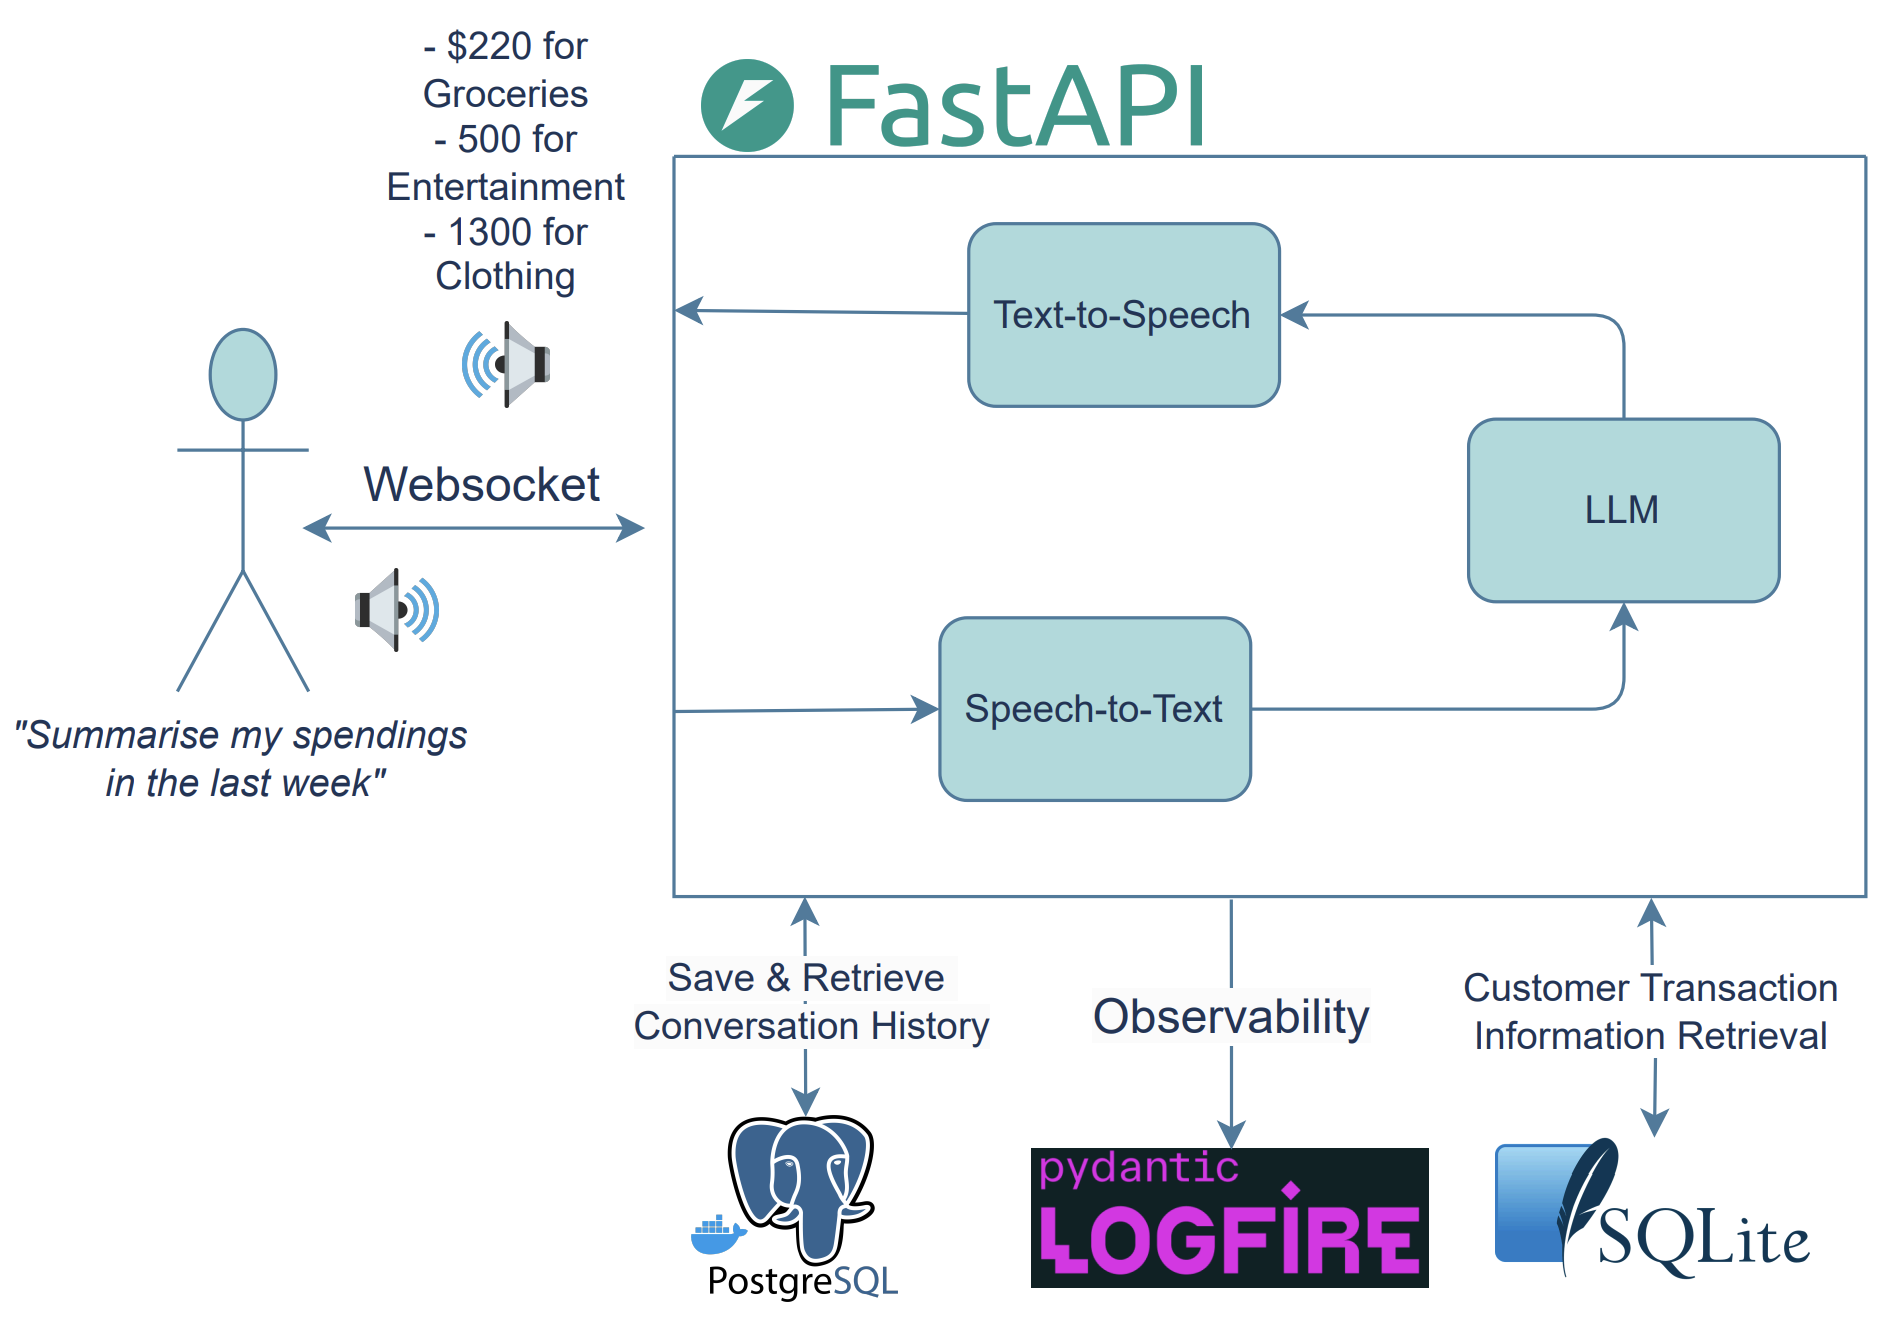 - $220 for
Groceries
- 500 for
Entertainment
- 1300 for
Clothing
FastAPI
Text-to-Speech
LLM
Websocket
Speech-to-Text
"Summarise my spendings
in the last week"
Save & Retrieve
Conversation History
Observability
Customer Transaction
Information Retrieval
PostgreSQL
pydantic
LOGFIRE
SQLite